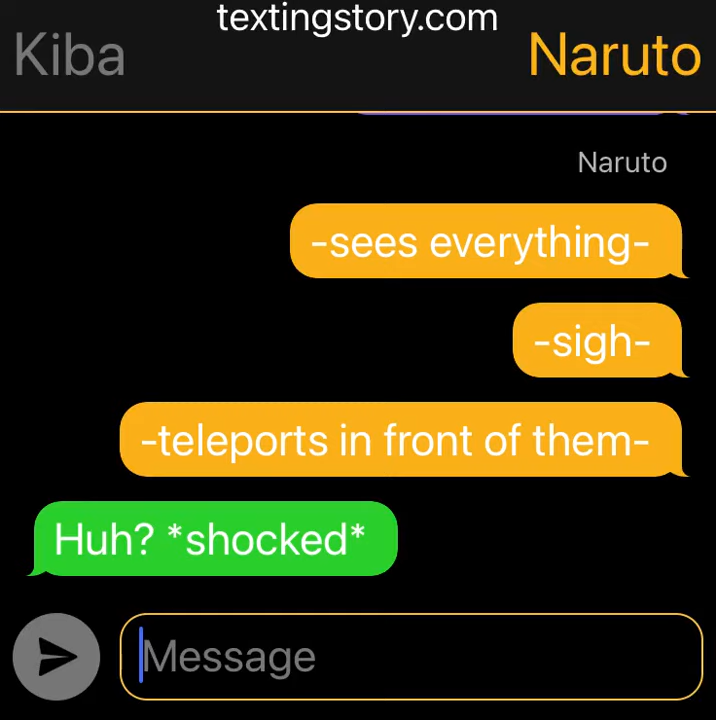 textingstory.com
Kiba
Naruto
Naruto
-sees everything-
-sigh-
-teleports in front of them-
Huh? *shocked*
Message